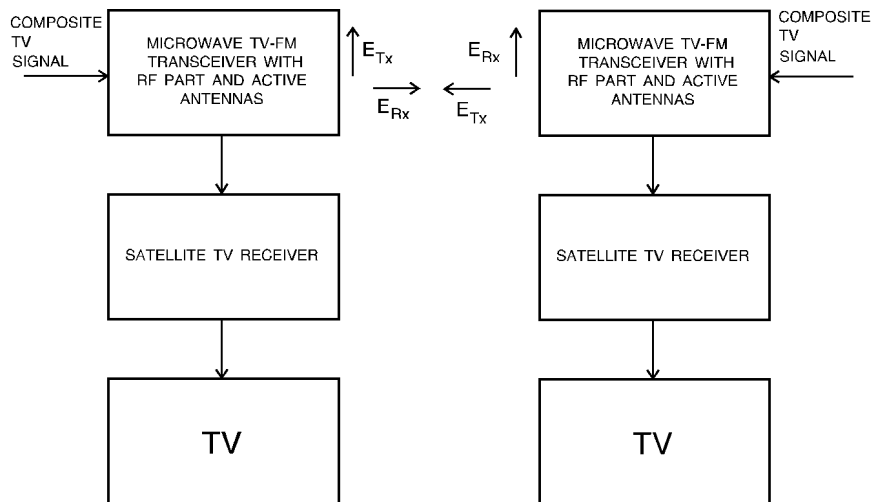 COMPOSITE
TV
SIGNAL
MICROWAVE TV-FM
TRANSCEIVER WITH
RF PART AND ACTIVE
ANTENNAS
E_Tx
E_Rx
E_Rx
E_Tx
MICROWAVE TV-FM
TRANSCEIVER WITH
RF PART AND ACTIVE
ANTENNAS
COMPOSITE
TV
SIGNAL
SATELLITE TV RECEIVER
SATELLITE TV RECEIVER
TV
TV